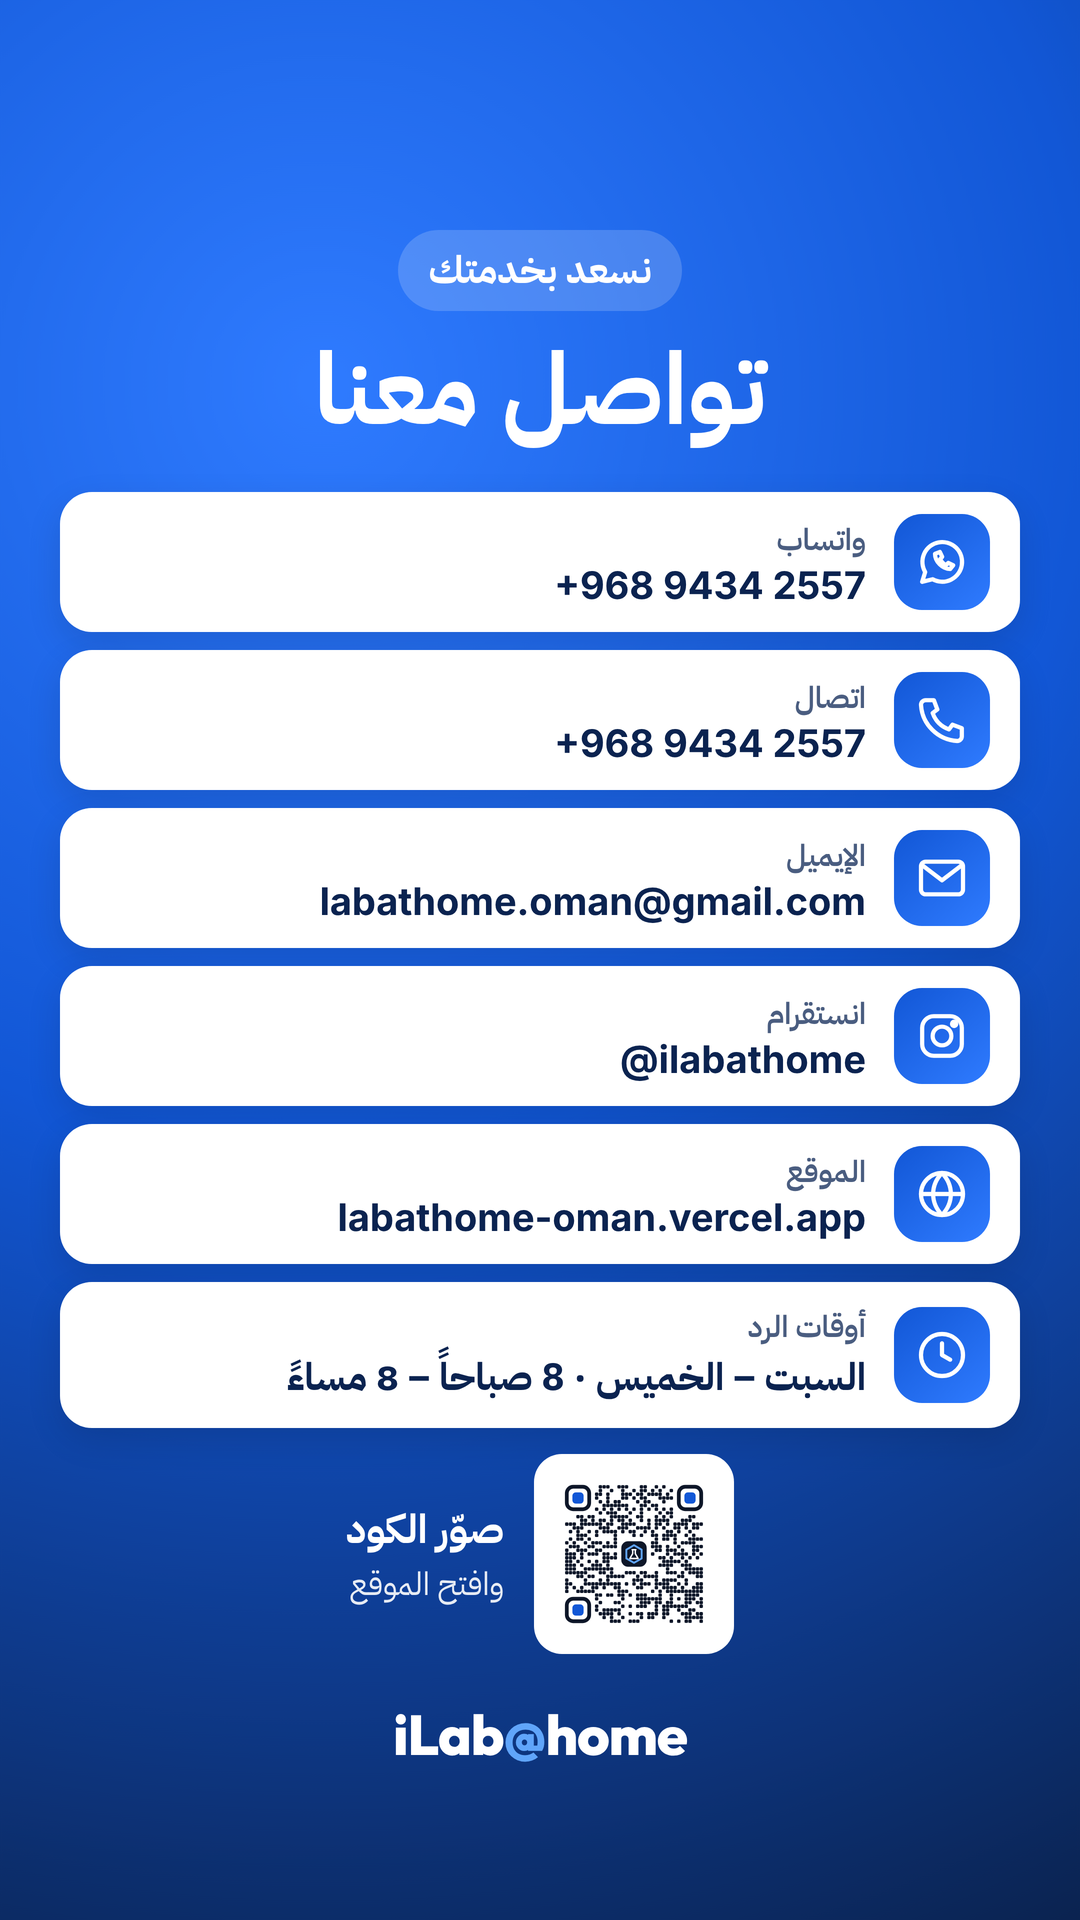 نسعد بخدمتك
تواصل معنا
واتساب
+968 9434 2557
اتصال
+968 9434 2557
الإيميل
labathome.oman@gmail.com
انستقرام
@ilabathome
الموقع
labathome-oman.vercel.app
أوقات الرد
السبت – الخميس · 8 صباحاً – 8 مساءً
صوّر الكود
وافتح الموقع
iLab@home